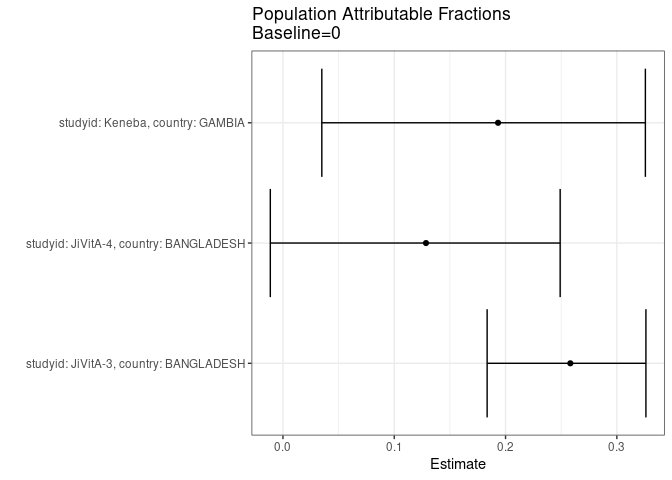 Population Attributable Fractions
Baseline=0
studyid: Keneba, country: GAMBIA
studyid: JiVitA-4, country: BANGLADESH
studyid: JiVitA-3, country: BANGLADESH
0.0 0.1 0.2 0.3
Estimate